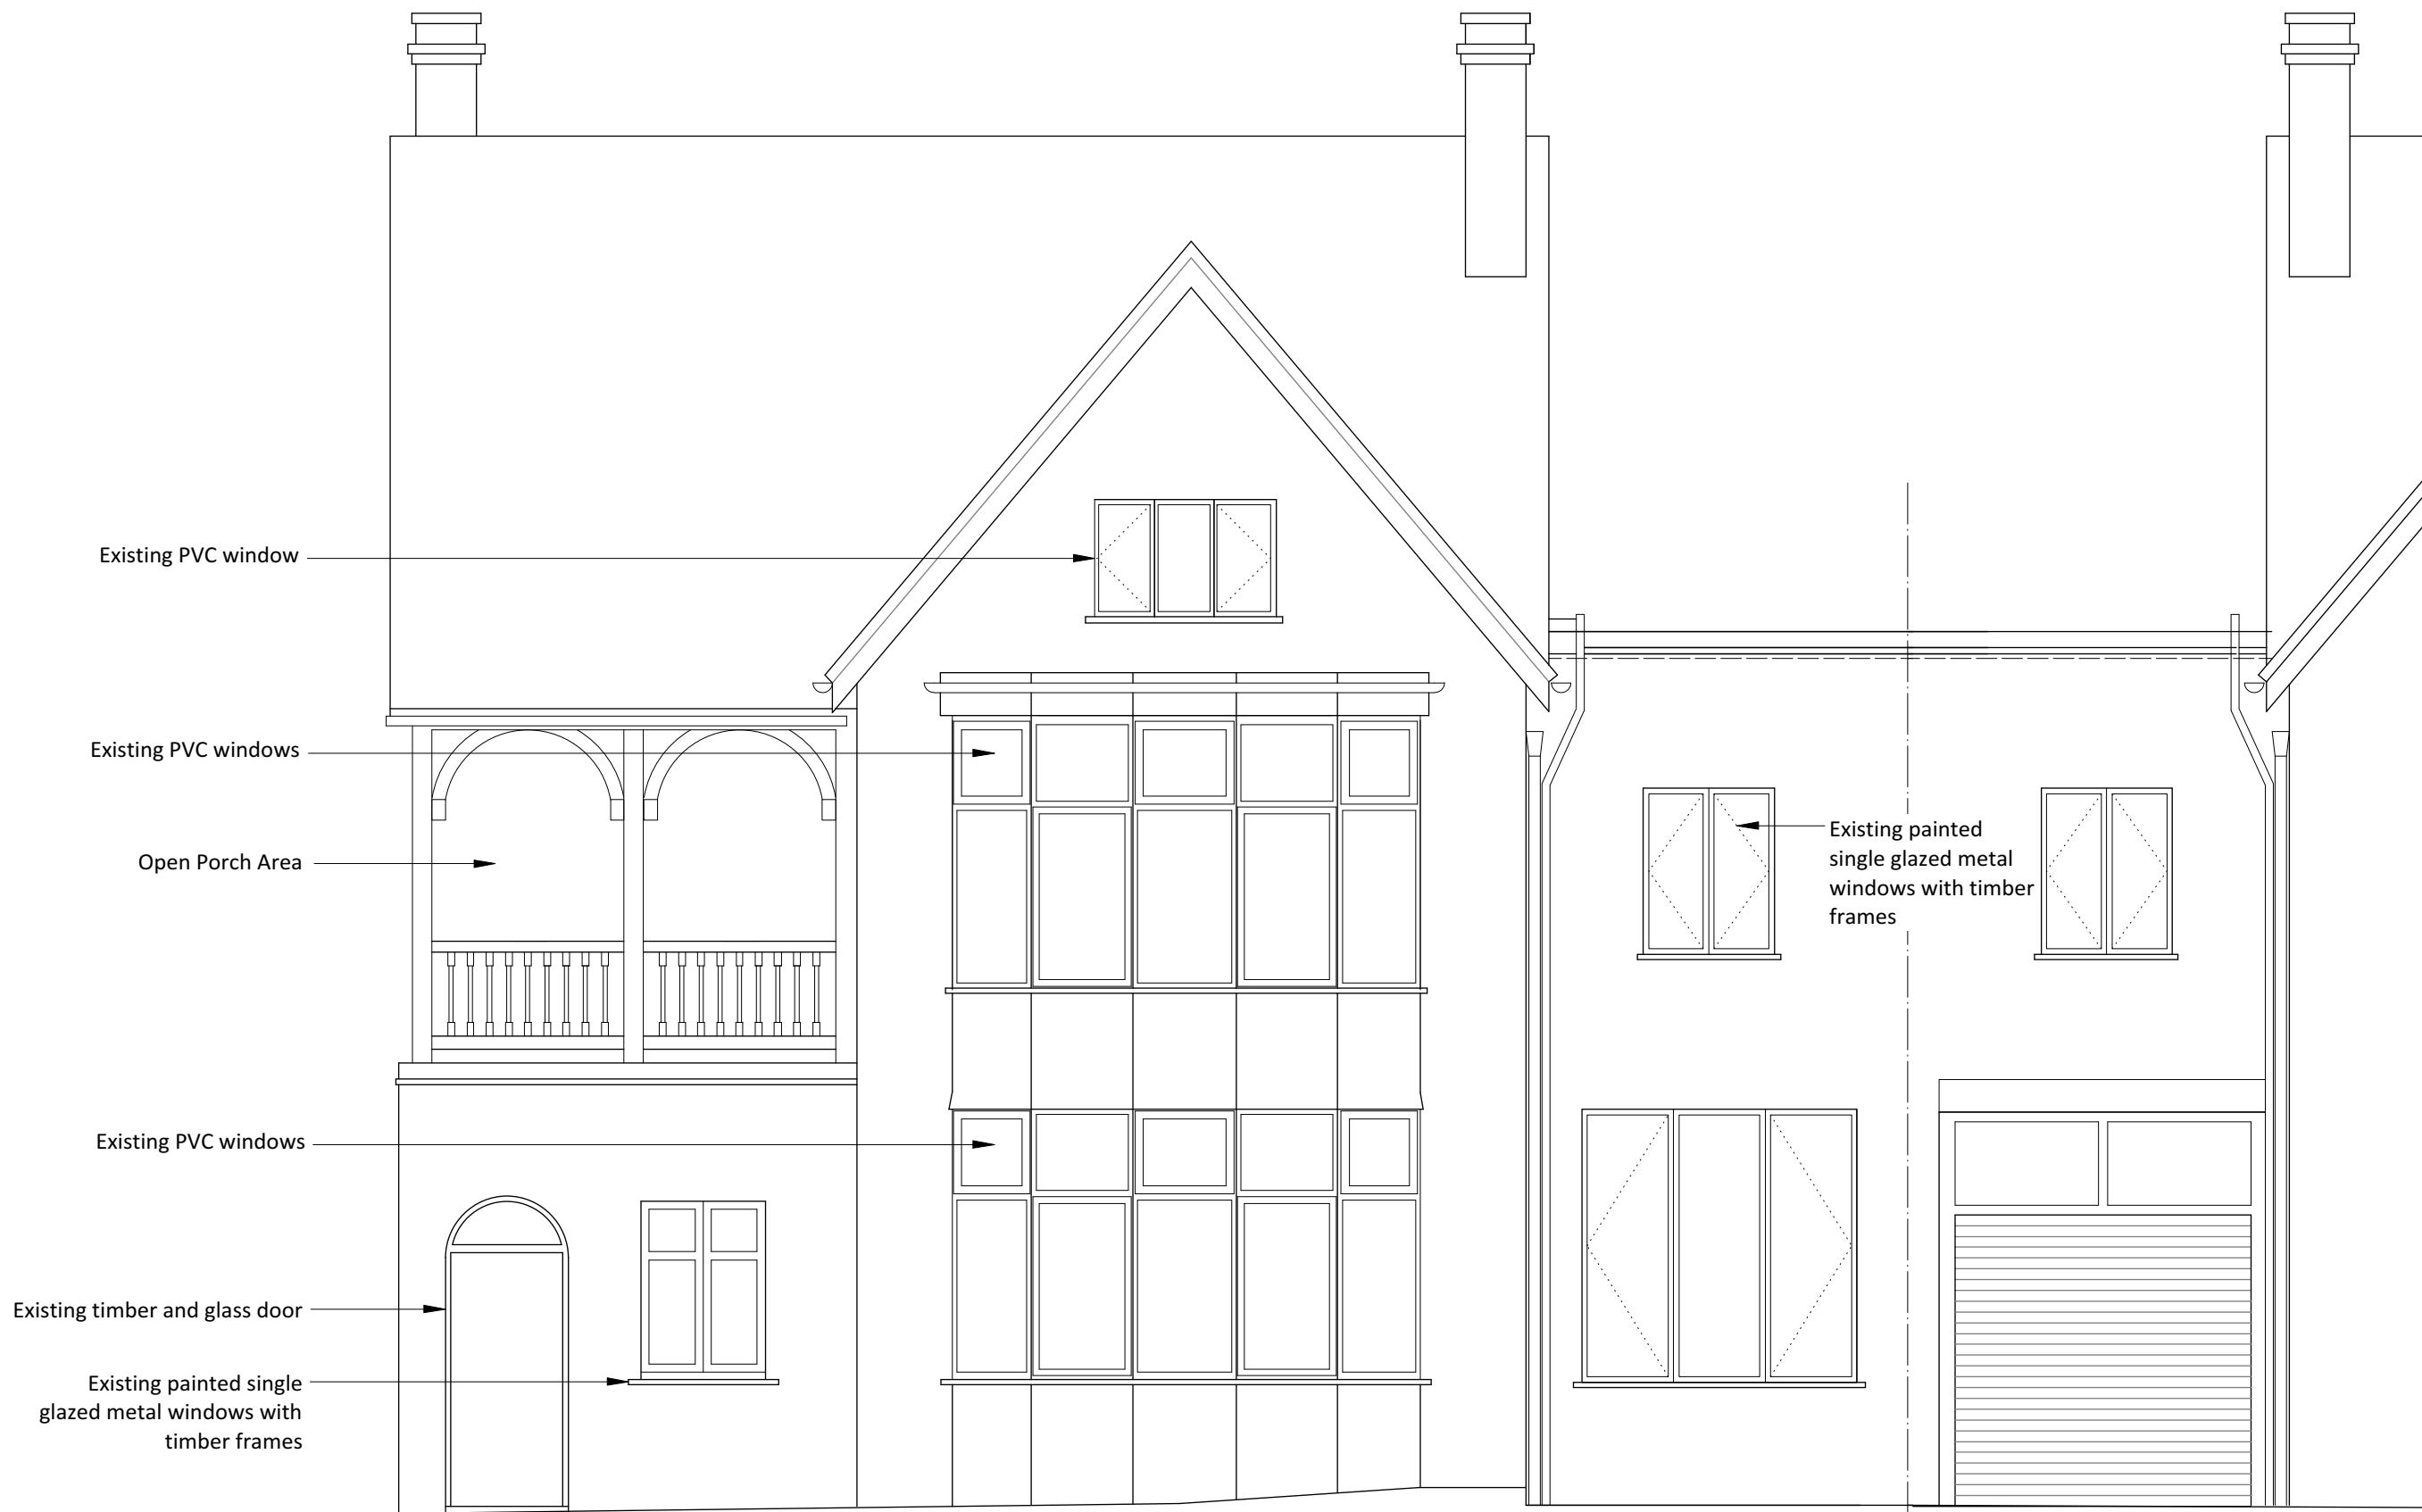 Existing PVC window
Existing PVC windows
Existing painted
single glazed metal
windows with timber
frames
Open Porch Area
Existing PVC windows
Existing timber and glass door
Existing painted single
glazed metal windows with
timber frames